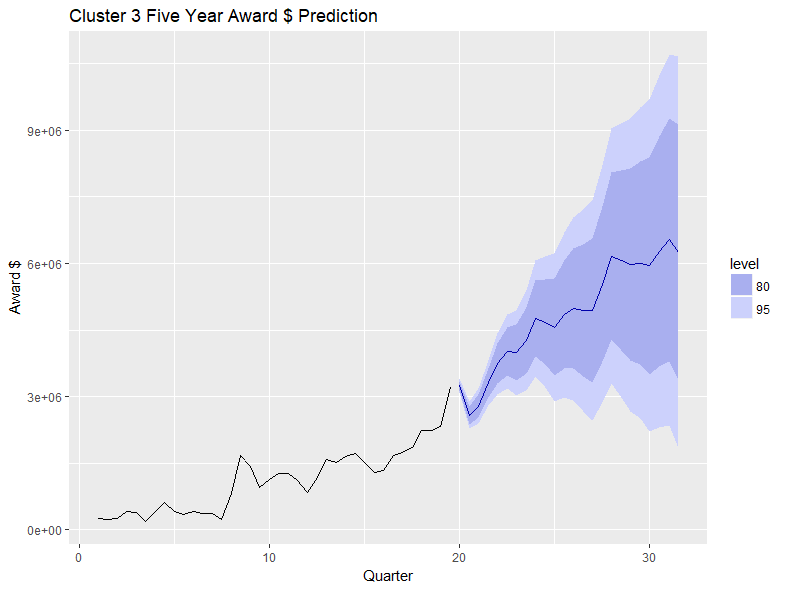 Cluster 3 Five Year Award $ Prediction
9e+06
6e+06
3e+06
0e+00
Award $
0
10
20
30
Quarter
level
80
95